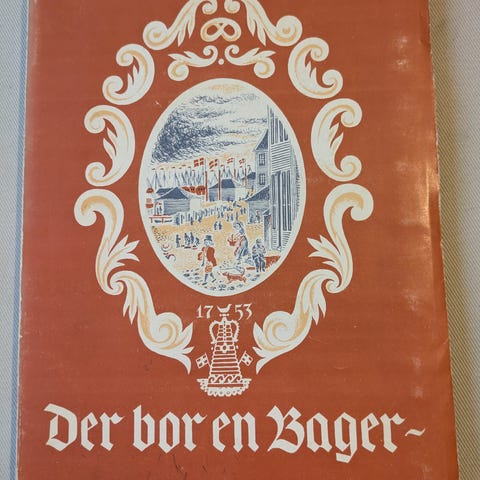 17 53
Der bor en Bager-